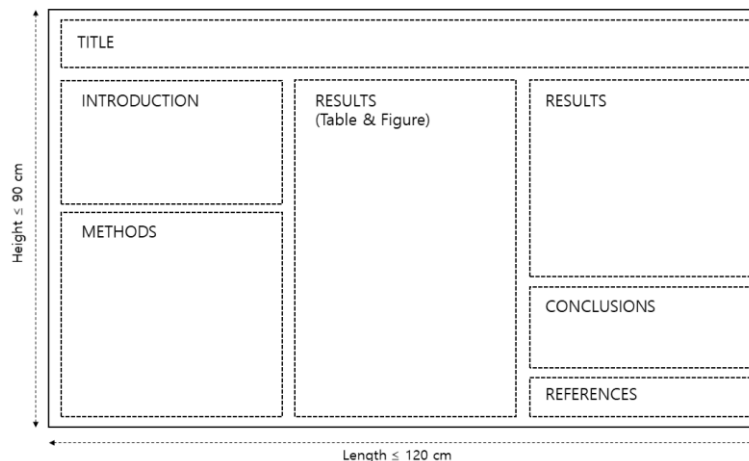 TITLE
INTRODUCTION
METHODS
RESULTS
(Table & Figure)
RESULTS
CONCLUSIONS
REFERENCES
Height ≤ 90 cm
Length ≤ 120 cm